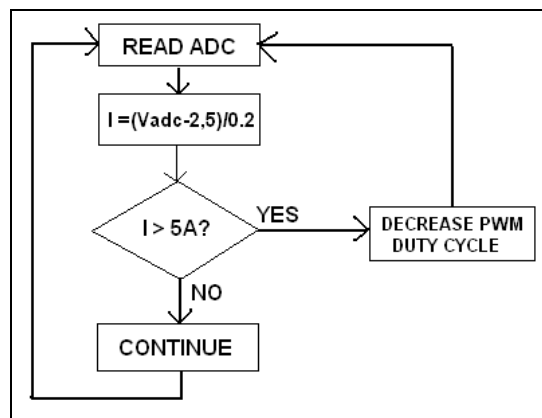 READ ADC
I =(Vadc-2,5)/0.2
I > 5A?
YES
DECREASE PWM
DUTY CYCLE
NO
CONTINUE